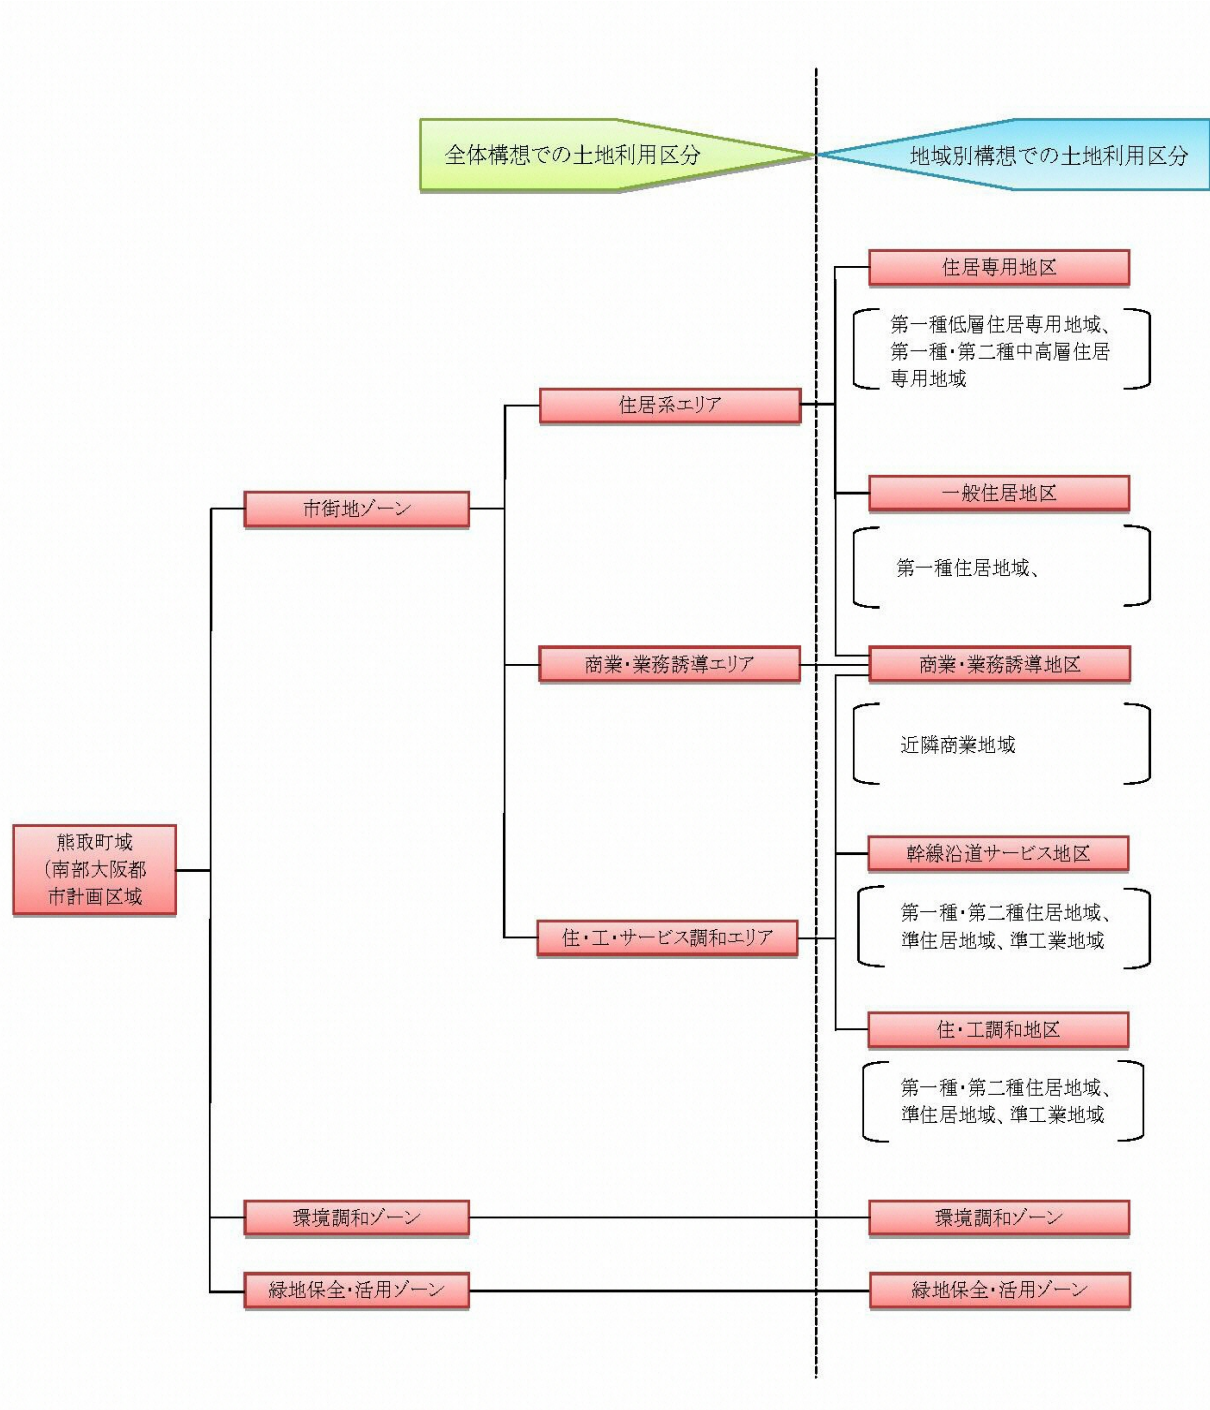 全体構想での土地利用区分
地域別構想での土地利用区分
住居専用地区
第一種低層住居専用地域、
第一種・第二種中高層住居
専用地域
住居系エリア
一般住居地区
市街地ゾーン
第一種住居地域、
商業・業務誘導エリア
商業・業務誘導地区
近隣商業地域
熊取町域
（南部大阪都
市計画区域
幹線沿道サービス地区
第一種・第二種住居地域、
準住居地域、準工業地域
住・工・サービス調和エリア
住・工調和地区
第一種・第二種住居地域、
準住居地域、準工業地域
環境調和ゾーン
環境調和ゾーン
緑地保全・活用ゾーン
緑地保全・活用ゾーン